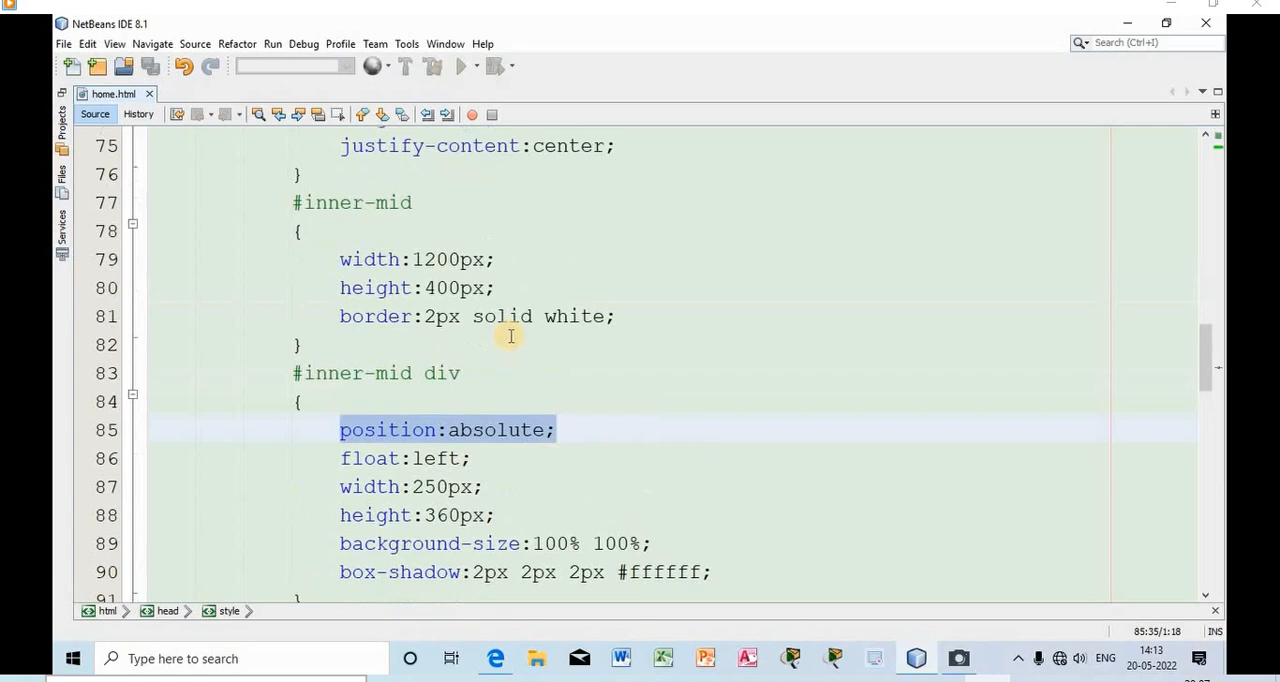 NetBeans IDE 8.1
File Edit View Navigate Source Refactor Run Debug Profile Team Tools Window Help
Search (Ctrl+I)
home.html
Source History
Projects
Files
Services
75 justify-content:center;
76 }
77 #inner-mid
78 {
79 width:1200px;
80 height:400px;
81 border:2px solid white;
82 }
83 #inner-mid div
84 {
85 position:absolute;
86 float:left;
87 width:250px;
88 height:360px;
89 background-size:100% 100%;
90 box-shadow:2px 2px 2px #ffffff;
91 }
html head style
85:35/1:18 INS
Type here to search
ENG
14:13
20-05-2022